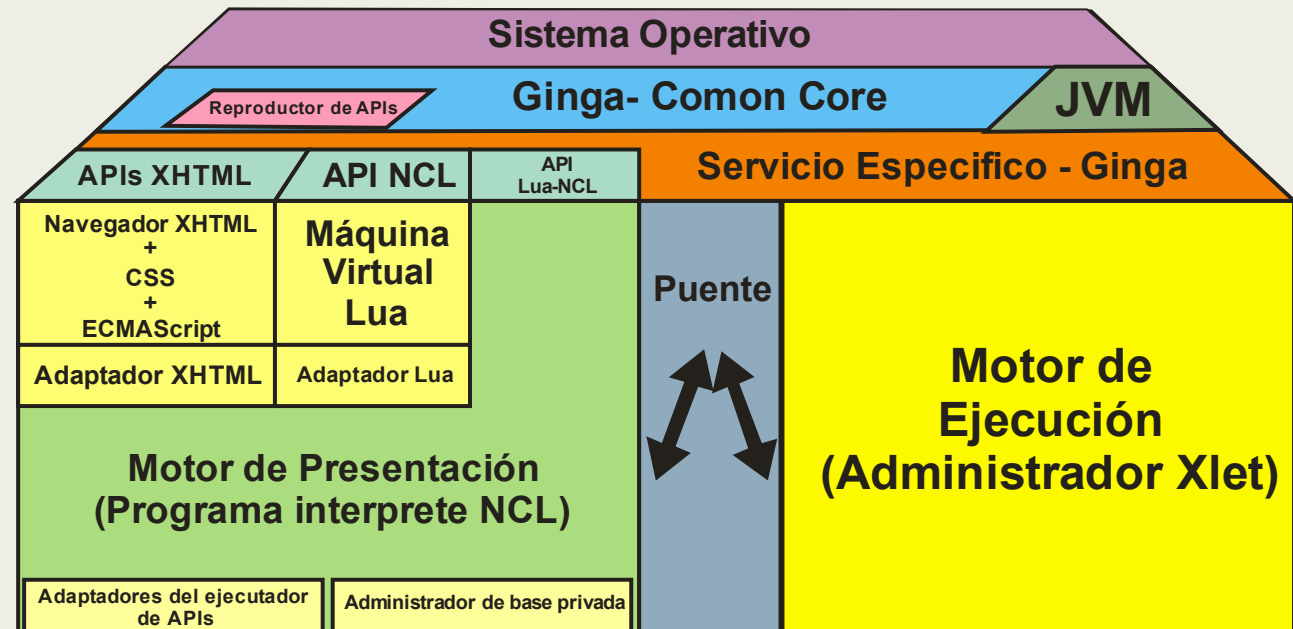 Sistema Operativo
Ginga- Comon Core
JVM
Reproductor de APIs
Servicio Especifico - Ginga
APIs XHTML
API NCL
API
Lua-NCL
Navegador XHTML
+
CSS
+
ECMAScript
Máquina
Virtual
Lua
Adaptador XHTML
Adaptador Lua
Puente
Motor de Presentación
(Programa interprete NCL)
Motor de
Ejecución
(Administrador Xlet)
Adaptadores del ejecutador
de APIs
Administrador de base privada